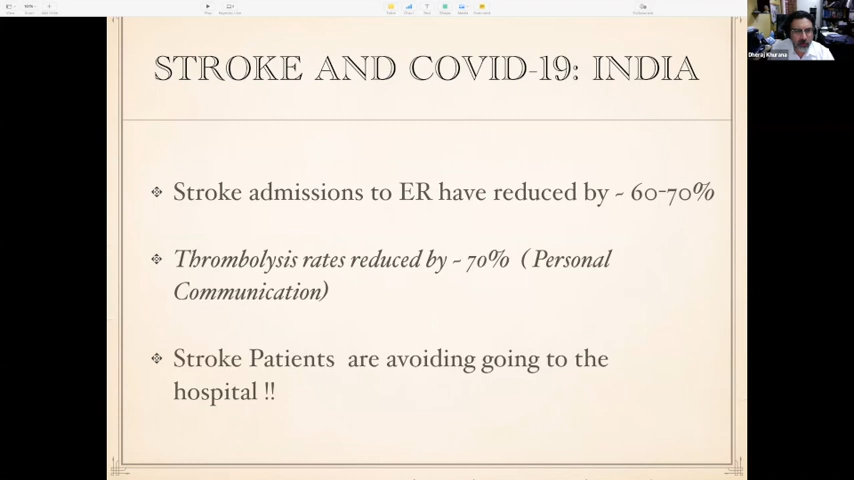 STROKE AND COVID-19: INDIA
Dheraj Khurana
Stroke admissions to ER have reduced by ~ 60-70%
Thrombolysis rates reduced by ~ 70% ( Personal
Communication)
Stroke Patients are avoiding going to the
hospital !!